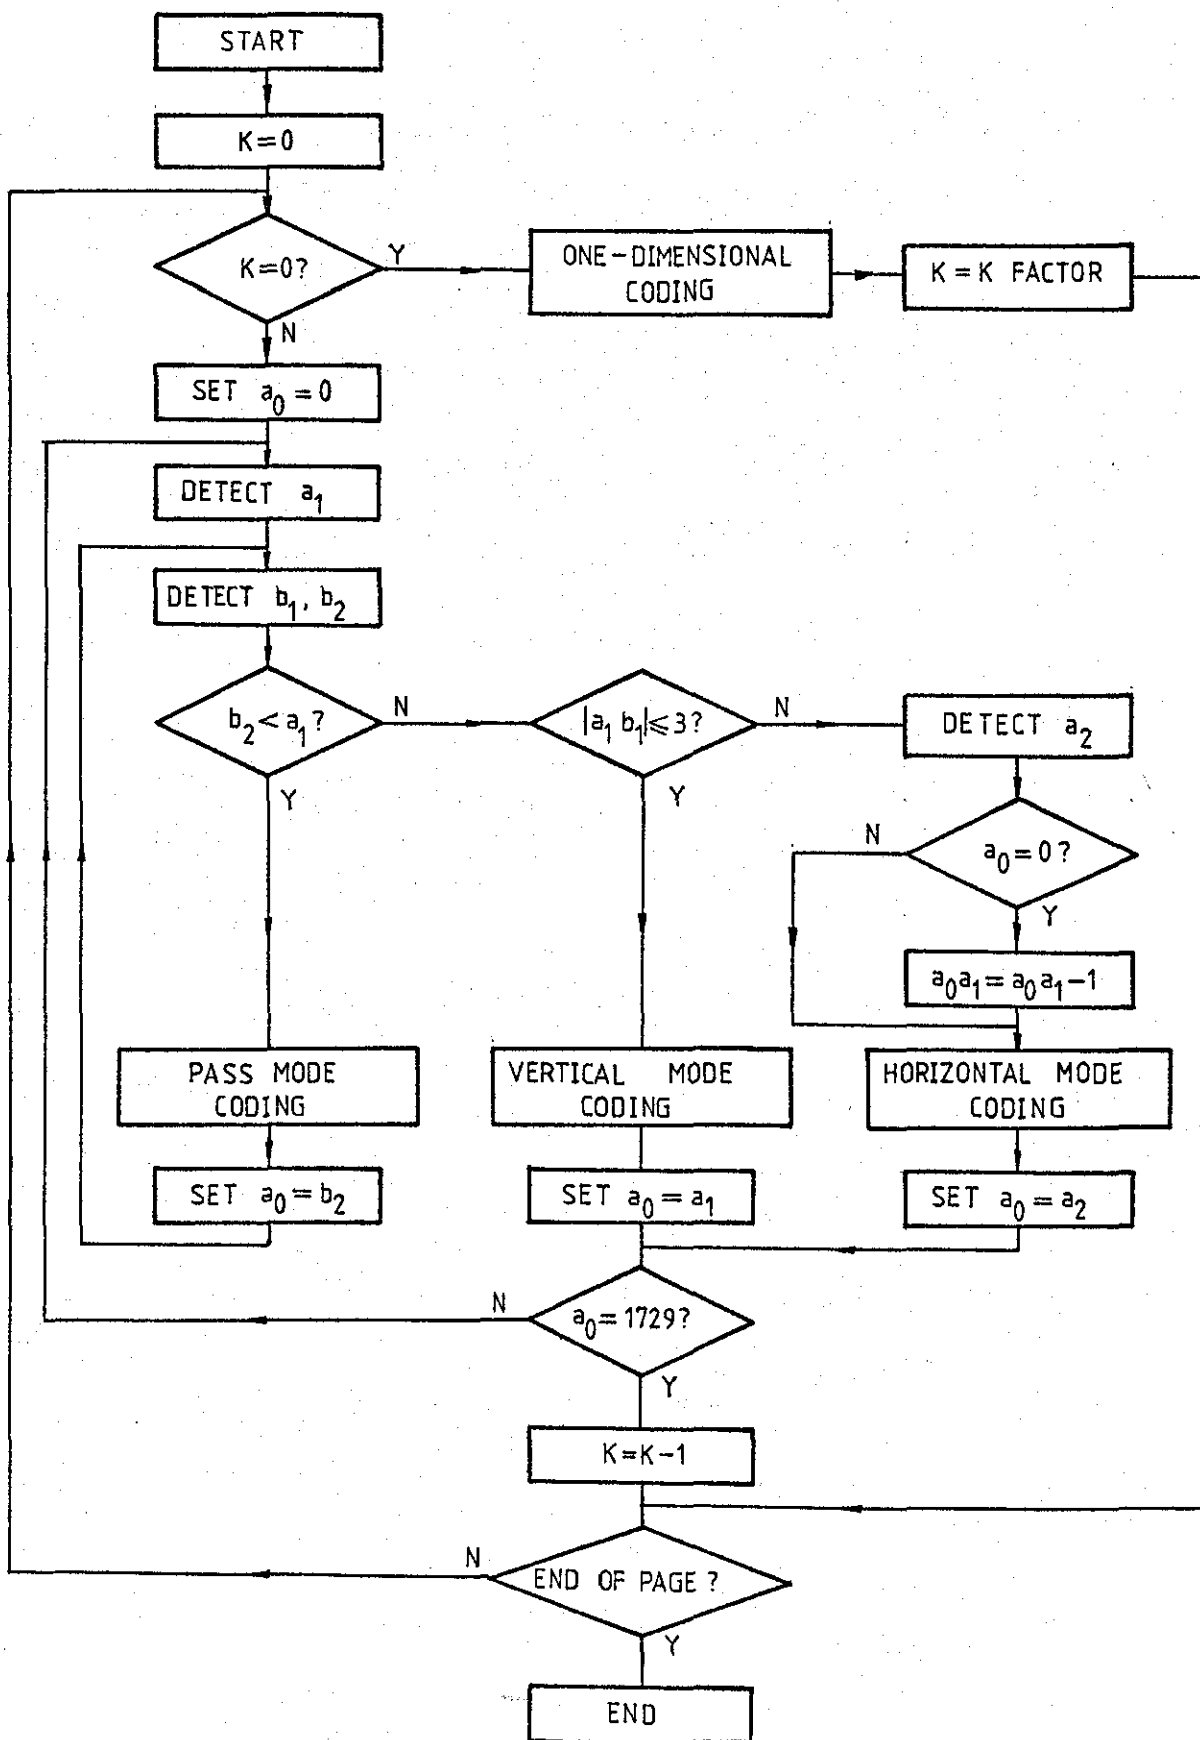 START
K=0
K=0?
Y
ONE-DIMENSIONAL
CODING
K=K FACTOR
N
SET a₀=0
DETECT a₁
DETECT b₁, b₂
b₂<a₁?
N
|a₁ b₁|⩽3?
N
DETECT a₂
Y
Y
N
a₀=0?
Y
a₀a₁=a₀a₁-1
PASS MODE
CODING
VERTICAL MODE
CODING
HORIZONTAL MODE
CODING
SET a₀=b₂
SET a₀=a₁
SET a₀=a₂
N
a₀=1729?
Y
K=K-1
N
END OF PAGE?
Y
END